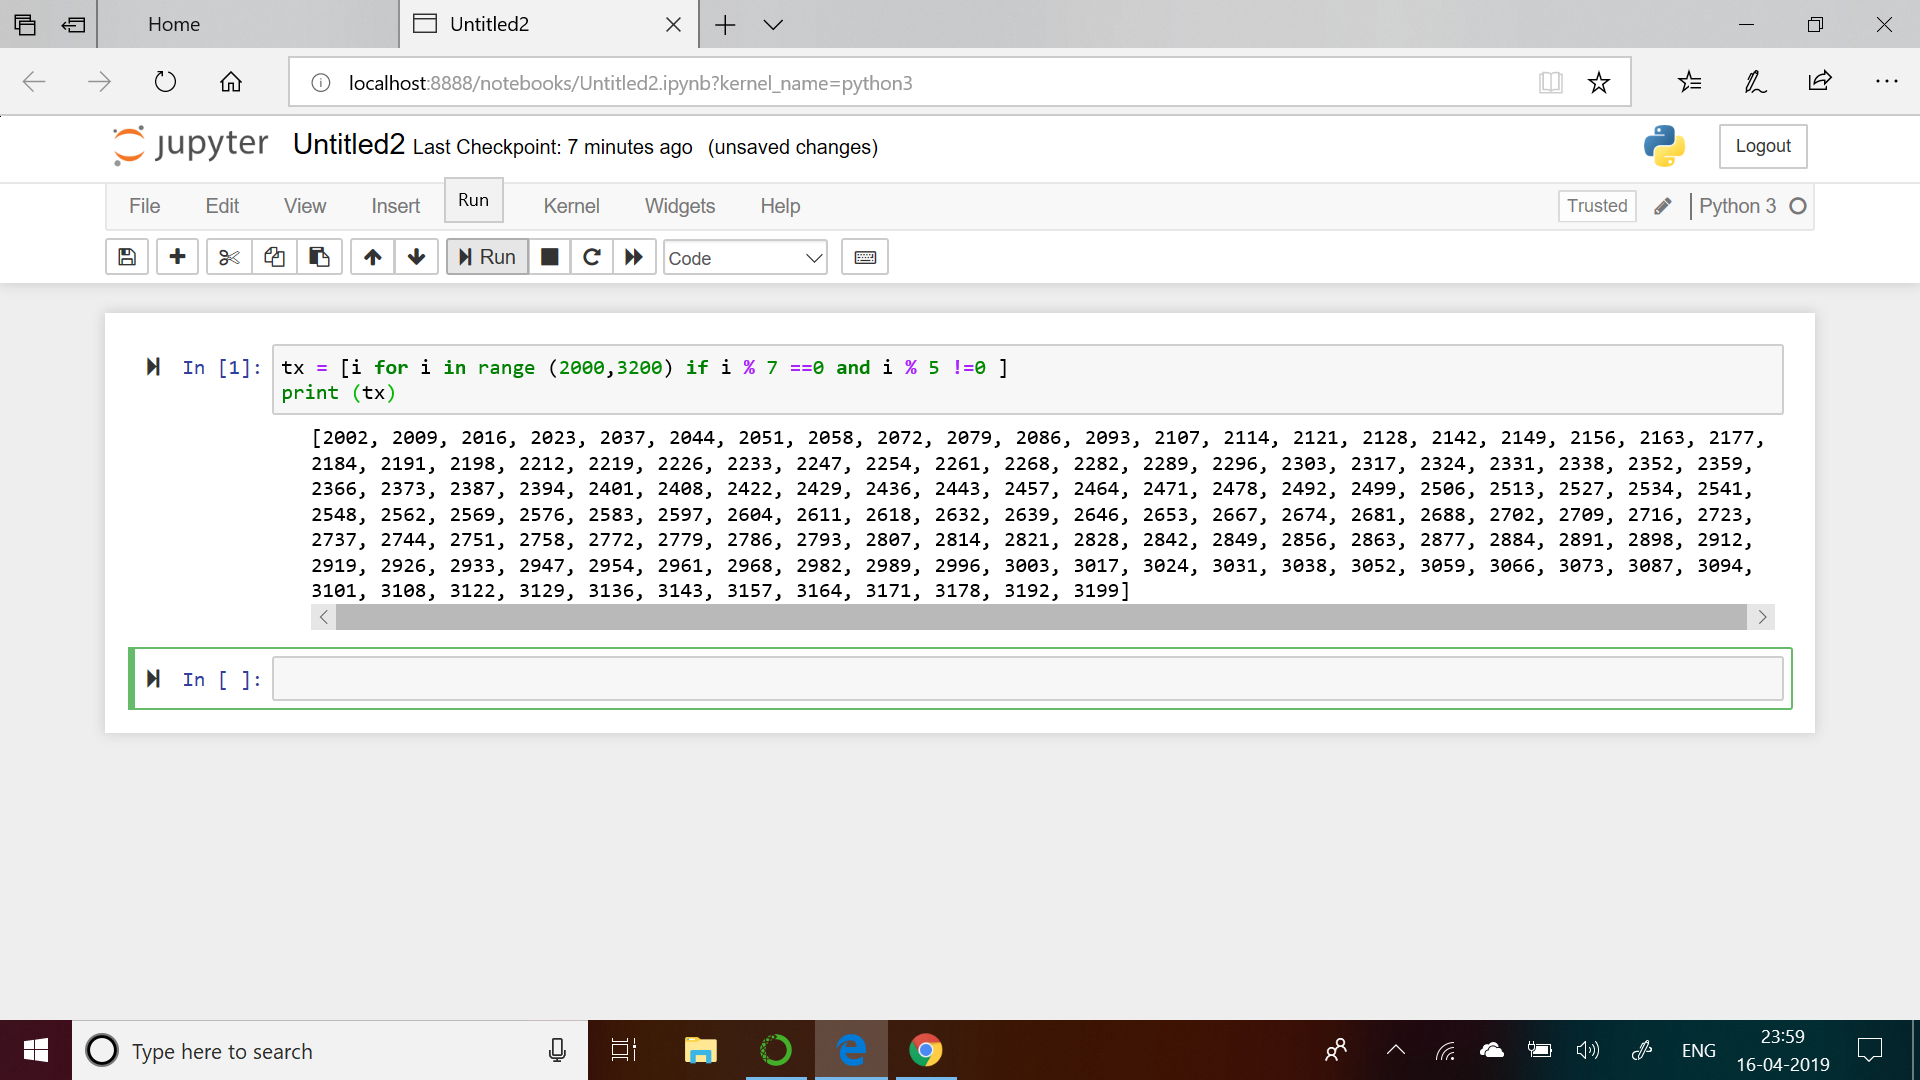 Home
Untitled2
localhost:8888/notebooks/Untitled2.ipynb?kernel_name=python3
jupyter Untitled2 Last Checkpoint: 7 minutes ago (unsaved changes)
Logout
File Edit View Insert Run Kernel Widgets Help
Trusted Python 3
Run Code
In [1]: tx = [i for i in range (2000,3200) if i % 7 ==0 and i % 5 !=0 ]
print (tx)
[2002, 2009, 2016, 2023, 2037, 2044, 2051, 2058, 2072, 2079, 2086, 2093, 2107, 2114, 2121, 2128, 2142, 2149, 2156, 2163, 2177,
2184, 2191, 2198, 2212, 2219, 2226, 2233, 2247, 2254, 2261, 2268, 2282, 2289, 2296, 2303, 2317, 2324, 2331, 2338, 2352, 2359,
2366, 2373, 2387, 2394, 2401, 2408, 2422, 2429, 2436, 2443, 2457, 2464, 2471, 2478, 2492, 2499, 2506, 2513, 2527, 2534, 2541,
2548, 2562, 2569, 2576, 2583, 2597, 2604, 2611, 2618, 2632, 2639, 2646, 2653, 2667, 2674, 2681, 2688, 2702, 2709, 2716, 2723,
2737, 2744, 2751, 2758, 2772, 2779, 2786, 2793, 2807, 2814, 2821, 2828, 2842, 2849, 2856, 2863, 2877, 2884, 2891, 2898, 2912,
2919, 2926, 2933, 2947, 2954, 2961, 2968, 2982, 2989, 2996, 3003, 3017, 3024, 3031, 3038, 3052, 3059, 3066, 3073, 3087, 3094,
3101, 3108, 3122, 3129, 3136, 3143, 3157, 3164, 3171, 3178, 3192, 3199]
In [ ]:
Type here to search
ENG
23:59
16-04-2019